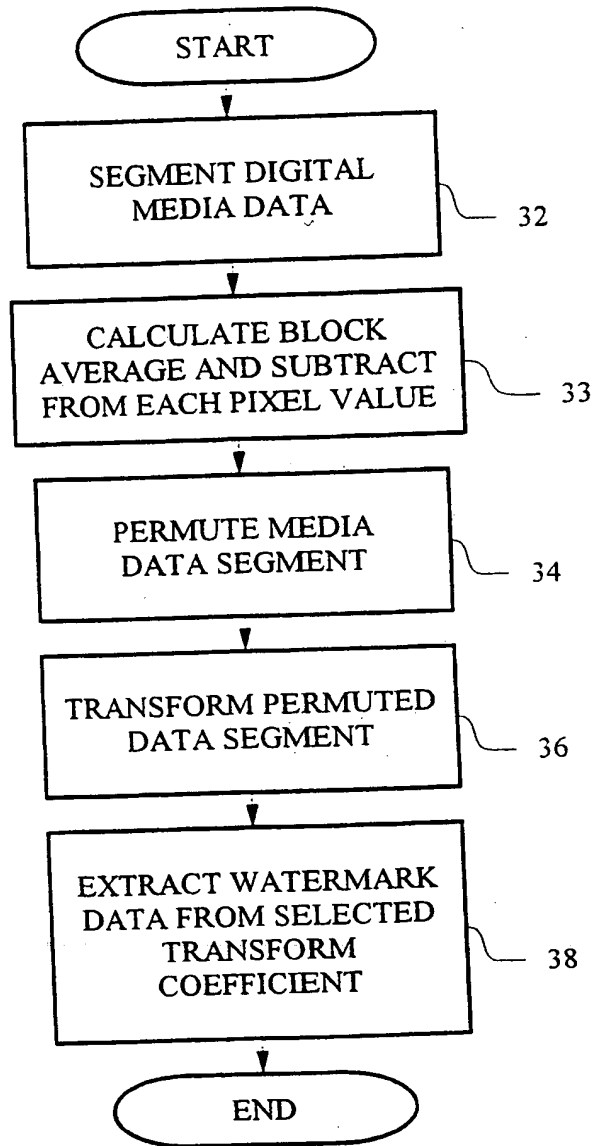 START
SEGMENT DIGITAL
MEDIA DATA
32
CALCULATE BLOCK
AVERAGE AND SUBTRACT
FROM EACH PIXEL VALUE
33
PERMUTE MEDIA
DATA SEGMENT
34
TRANSFORM PERMUTED
DATA SEGMENT
36
EXTRACT WATERMARK
DATA FROM SELECTED
TRANSFORM
COEFFICIENT
38
END